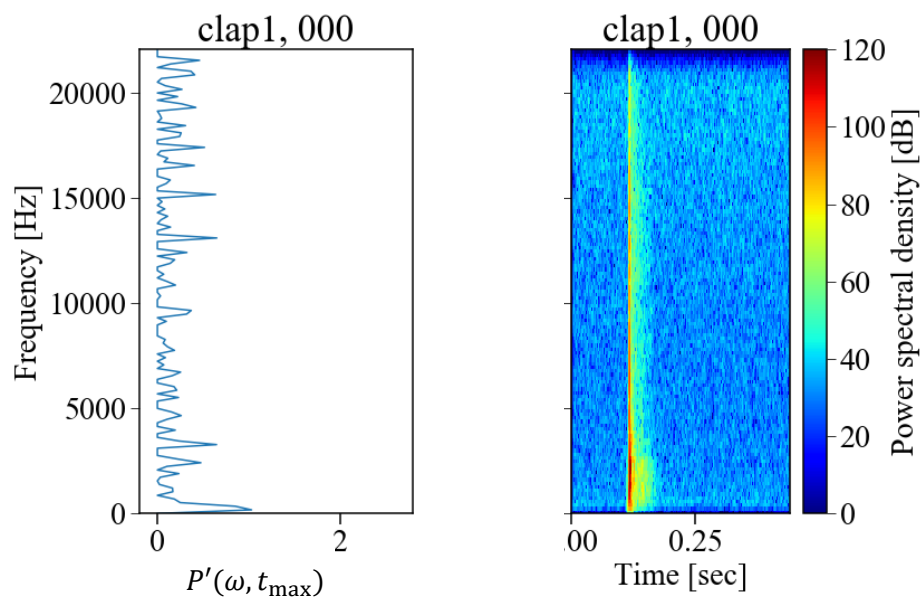 clap1, 000
Frequency [Hz]
20000
15000
10000
5000
0
0 2
P′(ω, t_max)
clap1, 000
.00 0.25
Time [sec]
120
100
80
60
40
20
0
Power spectral density [dB]